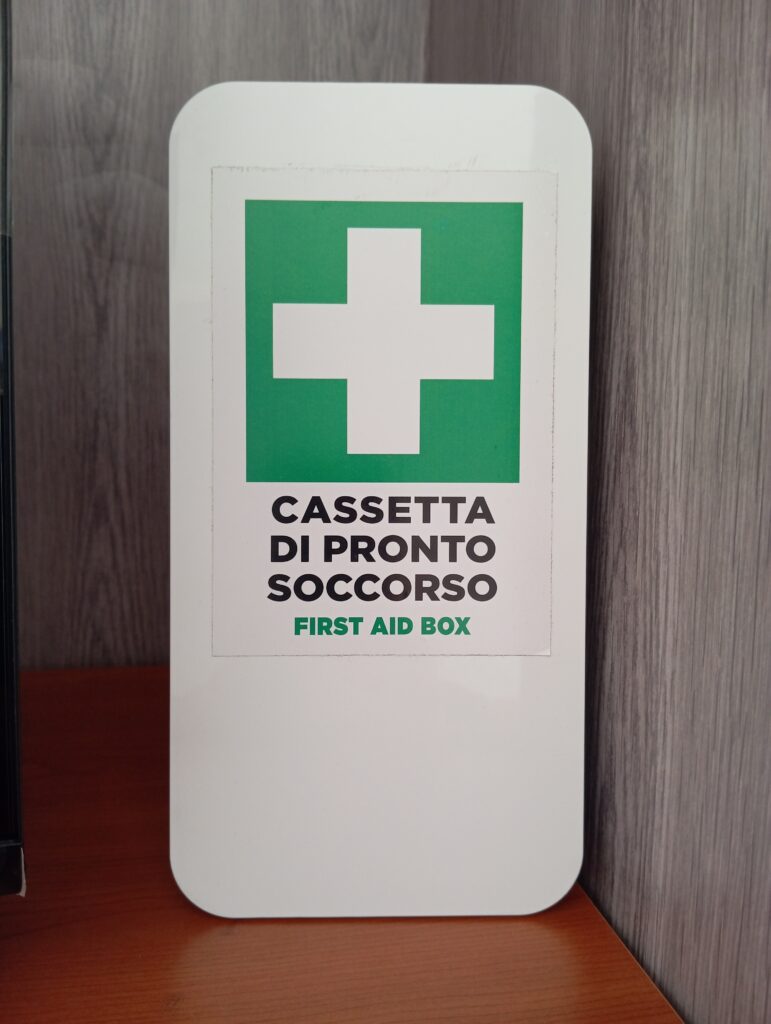 CASSETTA
DI PRONTO
SOCCORSO
FIRST AID BOX